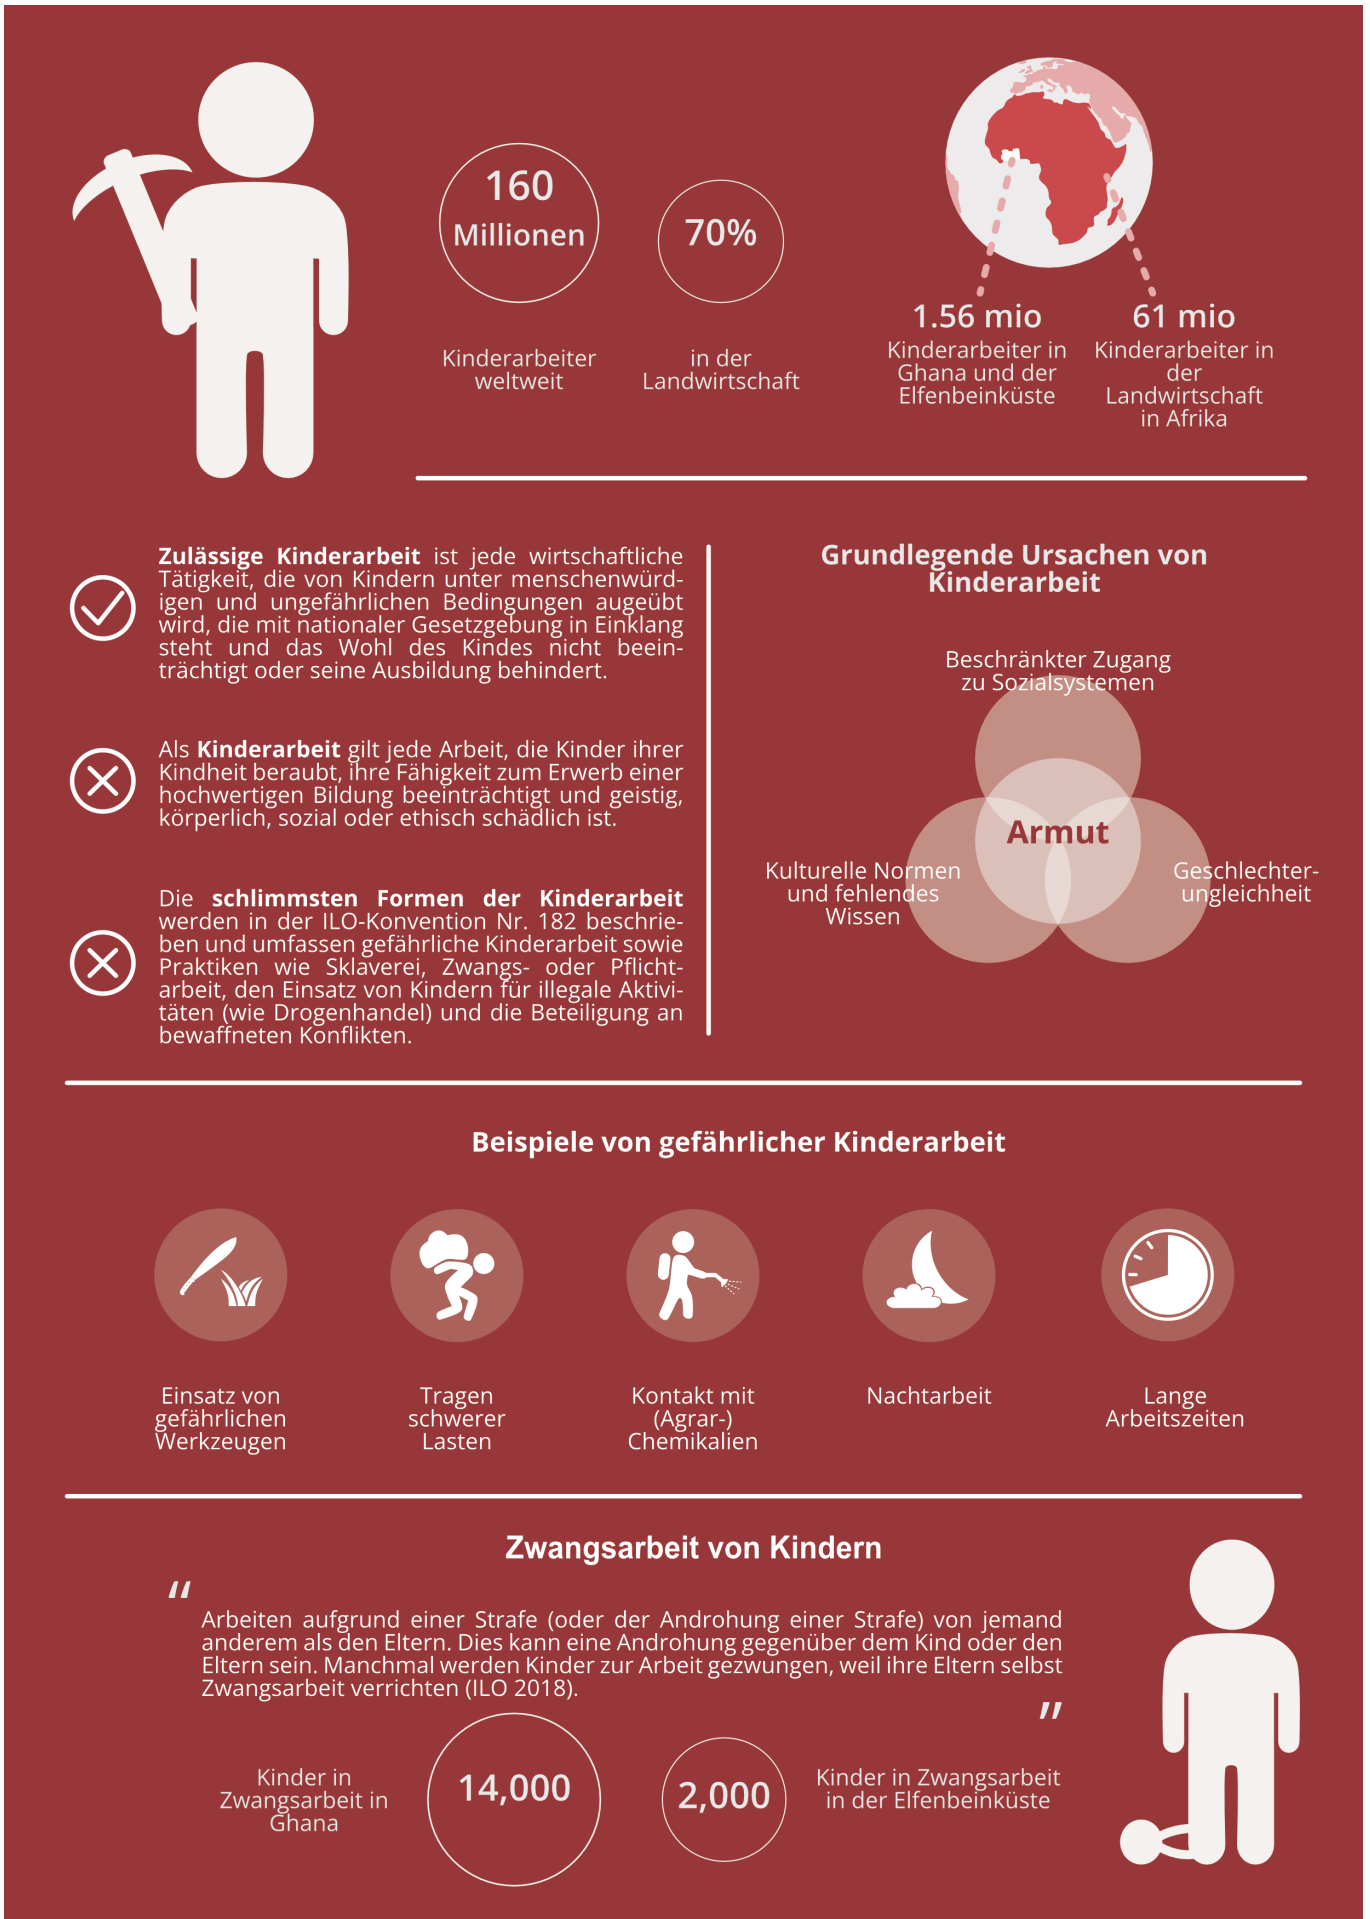 160
Millionen
Kinderarbeiter
weltweit
70%
in der
Landwirtschaft
1.56 mio
Kinderarbeiter in
Ghana und der
Elfenbeinküste
61 mio
Kinderarbeiter in
der
Landwirtschaft
in Afrika
Zulässige Kinderarbeit ist jede wirtschaftliche
Tätigkeit, die von Kindern unter menschenwürd-
igen und ungefährlichen Bedingungen augeübt
wird, die mit nationaler Gesetzgebung in Einklang
steht und das Wohl des Kindes nicht beein-
trächtigt oder seine Ausbildung behindert.
Als Kinderarbeit gilt jede Arbeit, die Kinder ihrer
Kindheit beraubt, ihre Fähigkeit zum Erwerb einer
hochwertigen Bildung beeinträchtigt und geistig,
körperlich, sozial oder ethisch schädlich ist.
Die schlimmsten Formen der Kinderarbeit
werden in der ILO-Konvention Nr. 182 beschrie-
ben und umfassen gefährliche Kinderarbeit sowie
Praktiken wie Sklaverei, Zwangs- oder Pflicht-
arbeit, den Einsatz von Kindern für illegale Aktivi-
täten (wie Drogenhandel) und die Beteiligung an
bewaffneten Konflikten.
Grundlegende Ursachen von
Kinderarbeit
Beschränkter Zugang
zu Sozialsystemen
Armut
Kulturelle Normen
und fehlendes
Wissen
Geschlechter-
ungleichheit
Beispiele von gefährlicher Kinderarbeit
Einsatz von
gefährlichen
Werkzeugen
Tragen
schwerer
Lasten
Kontakt mit
(Agrar-)
Chemikalien
Nachtarbeit
Lange
Arbeitszeiten
Zwangsarbeit von Kindern
"
Arbeiten aufgrund einer Strafe (oder der Androhung einer Strafe) von jemand
anderem als den Eltern. Dies kann eine Androhung gegenüber dem Kind oder den
Eltern sein. Manchmal werden Kinder zur Arbeit gezwungen, weil ihre Eltern selbst
Zwangsarbeit verrichten (ILO 2018).
"
Kinder in
Zwangsarbeit in
Ghana
14,000
2,000
Kinder in Zwangsarbeit
in der Elfenbeinküste